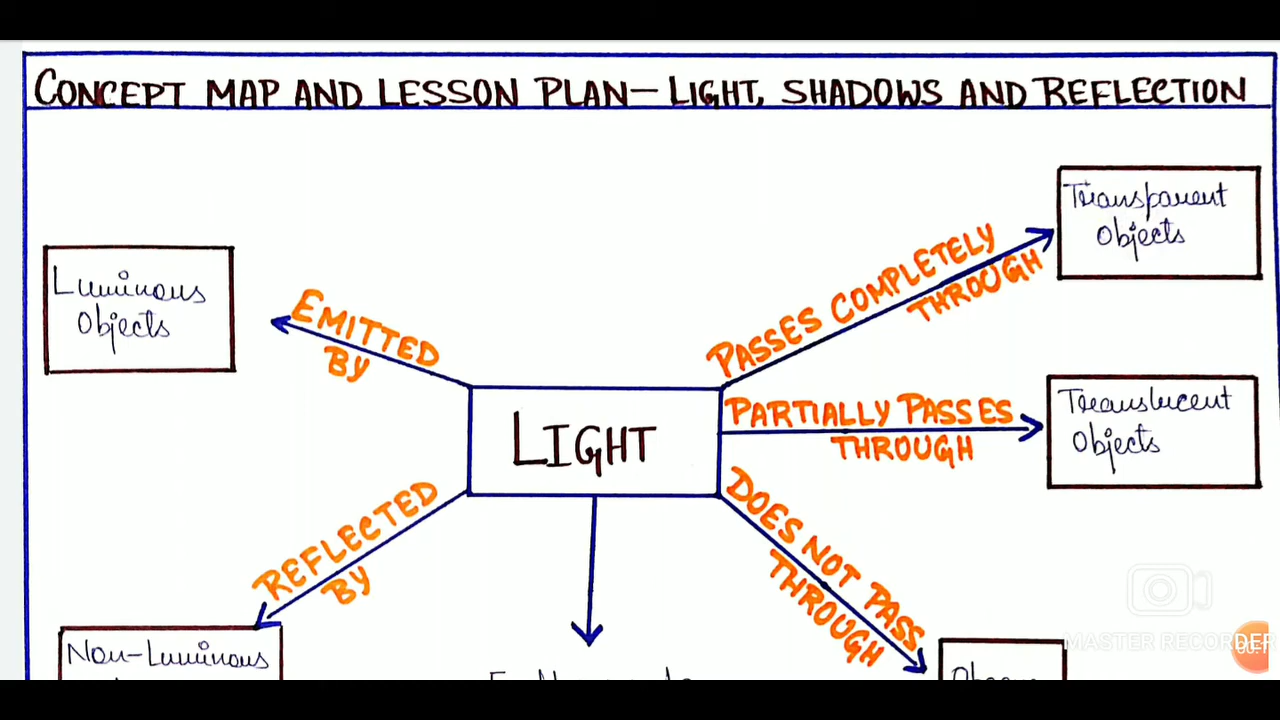 CONCEPT MAP AND LESSON PLAN— LIGHT, SHADOWS AND REFLECTION
Transparent
Objects
Luminous
Objects
EMITTED
BY
PASSES COMPLETELY
THROUGH
LIGHT
PARTIALLY PASSES
THROUGH
Translucent
Objects
REFLECTED
BY
DOES NOT PASS
THROUGH
Non-Luminous
MASTER RECORDER